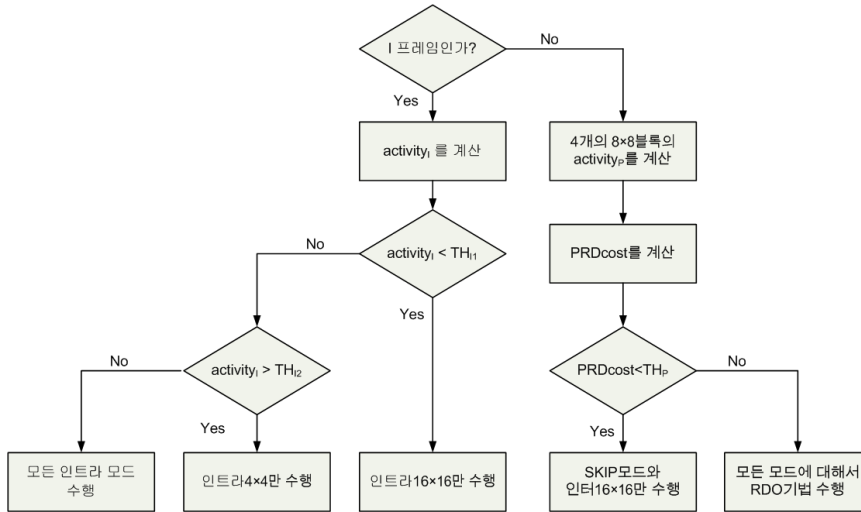 I 프레임인가?
No
Yes
activityI 를 계산
4개의 8×8블록의
activityP를 계산
No
activityI < THI1
PRDcost를 계산
Yes
No
activityI > THI2
PRDcost<THP
No
Yes
Yes
모든 인트라 모드
수행
인트라4×4만 수행
인트라16×16만 수행
SKIP모드와
인터16×16만 수행
모든 모드에 대해서
RDO기법 수행